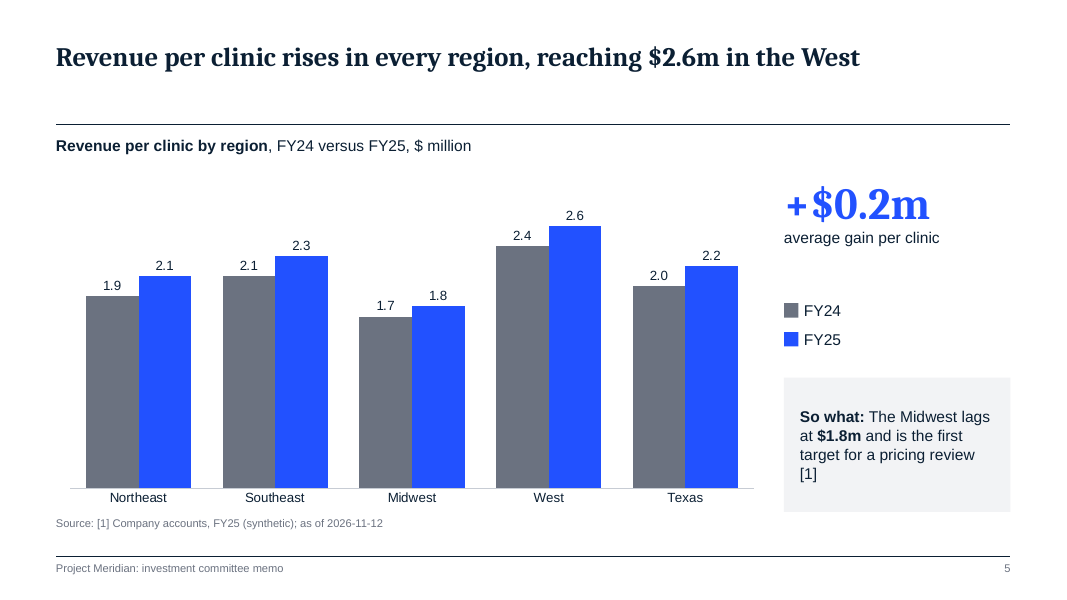 Revenue per clinic rises in every region, reaching $2.6m in the West
Revenue per clinic by region, FY24 versus FY25, $ million
1.9
2.1
2.1
2.3
1.7
1.8
2.4
2.6
2.0
2.2
Northeast
Southeast
Midwest
West
Texas
+$0.2m
average gain per clinic
FY24
FY25
So what: The Midwest lags
at $1.8m and is the first
target for a pricing review
[1]
Source: [1] Company accounts, FY25 (synthetic); as of 2026-11-12
Project Meridian: investment committee memo
5